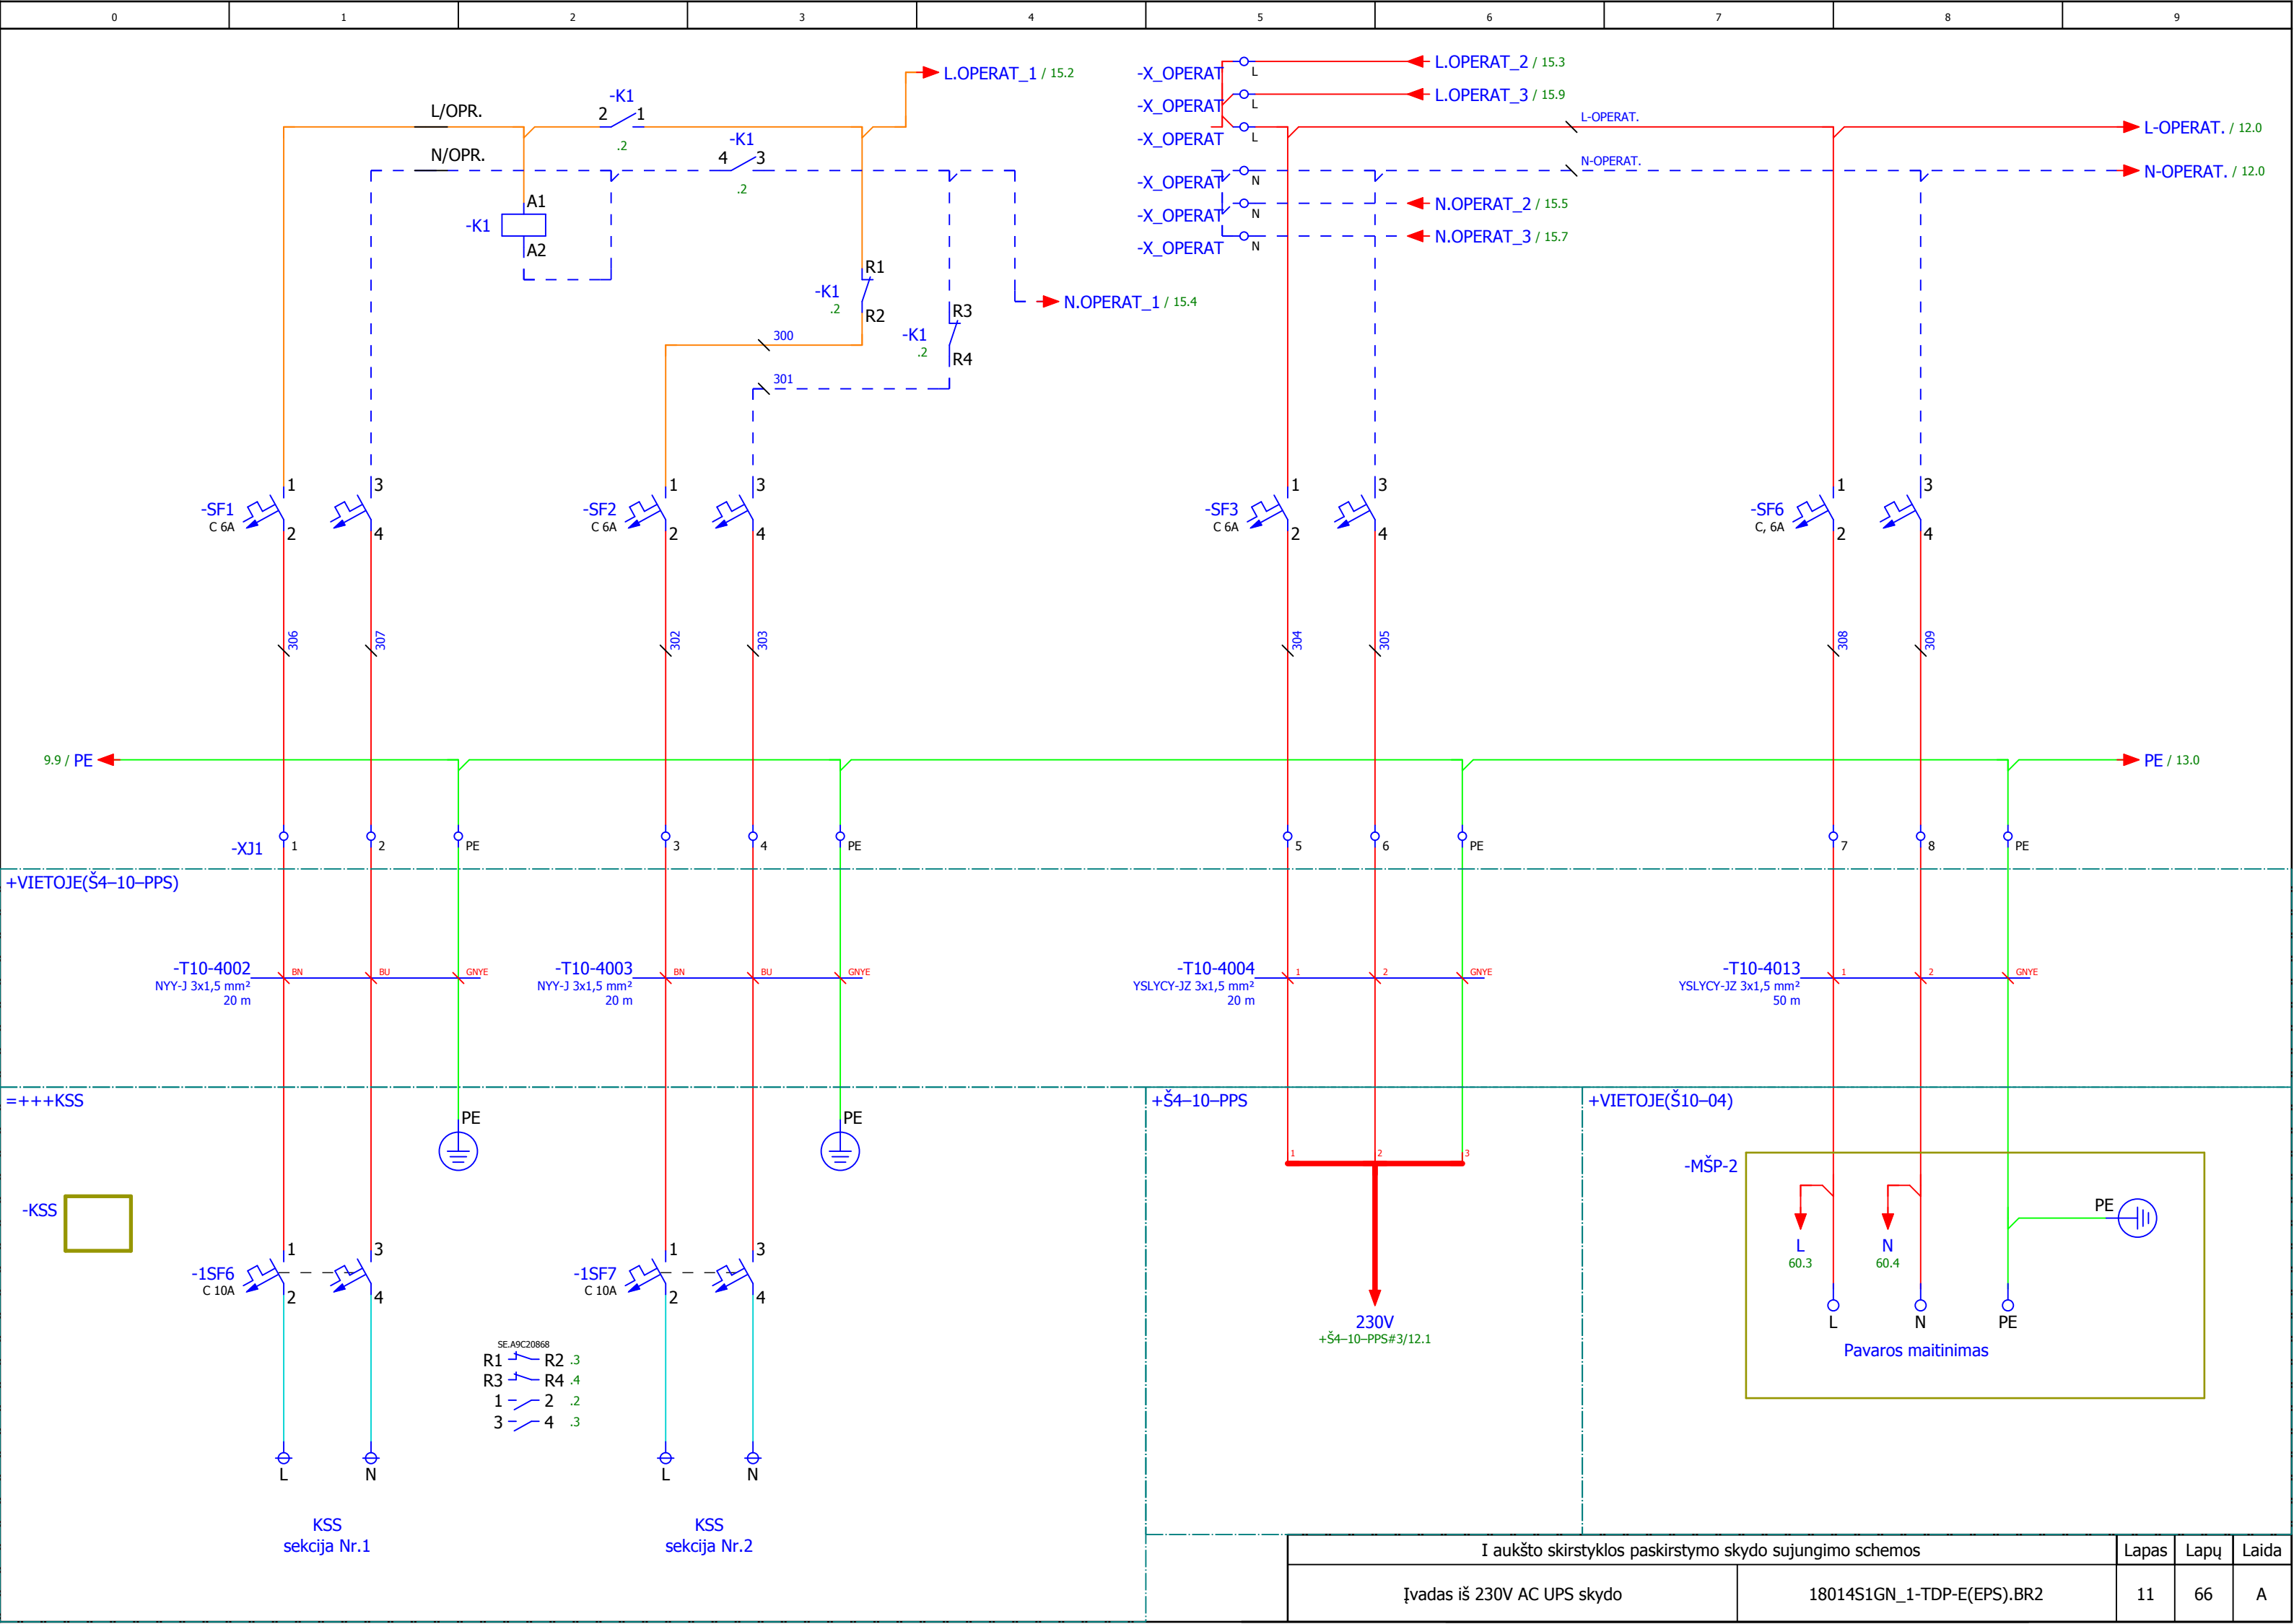 0 1 2 3 4 5 6 7 8 9
L.OPERAT_1 / 15.2
L/OPR.
-K1
2 1
.2
N/OPR.
-K1
4 3
.2
A1
-K1
A2
R1
-K1
.2
R2
R3
-K1
.2
R4
N.OPERAT_1 / 15.4
300
301
-X_OPERAT L
L.OPERAT_2 / 15.3
-X_OPERAT L
L.OPERAT_3 / 15.9
-X_OPERAT L
L-OPERAT.
L-OPERAT. / 12.0
-X_OPERAT N
N-OPERAT.
N-OPERAT. / 12.0
-X_OPERAT N
N.OPERAT_2 / 15.5
-X_OPERAT N
N.OPERAT_3 / 15.7
1 3 1 3 1 3 1 3
-SF1
C 6A
-SF2
C 6A
-SF3
C 6A
-SF6
C, 6A
2 4 2 4 2 4 2 4
306 307 302 303 304 305 308 309
9.9 / PE
PE / 13.0
-XJ1 1 2 PE 3 4 PE 5 6 PE 7 8 PE
+VIETOJE(Š4–10–PPS)
-T10-4002
NYY-J 3x1,5 mm²
20 m
BN BU GNYE
-T10-4003
NYY-J 3x1,5 mm²
20 m
BN BU GNYE
-T10-4004
YSLYCY-JZ 3x1,5 mm²
20 m
1 2 GNYE
-T10-4013
YSLYCY-JZ 3x1,5 mm²
50 m
1 2 GNYE
=+++KSS
PE
PE
-KSS
1 3
-1SF6
C 10A
2 4
1 3
-1SF7
C 10A
2 4
SE.A9C20868
R1 R2 .3
R3 R4 .4
1 2 .2
3 4 .3
L N
L N
KSS
sekcija Nr.1
KSS
sekcija Nr.2
+Š4–10–PPS
1 2 3
230V
+Š4–10–PPS#3/12.1
+VIETOJE(Š10–04)
-MŠP-2
L
60.3
N
60.4
PE
L N PE
Pavaros maitinimas
I aukšto skirstyklos paskirstymo skydo sujungimo schemos
Lapas Lapų Laida
Įvadas iš 230V AC UPS skydo
18014S1GN_1-TDP-E(EPS).BR2
11 66 A